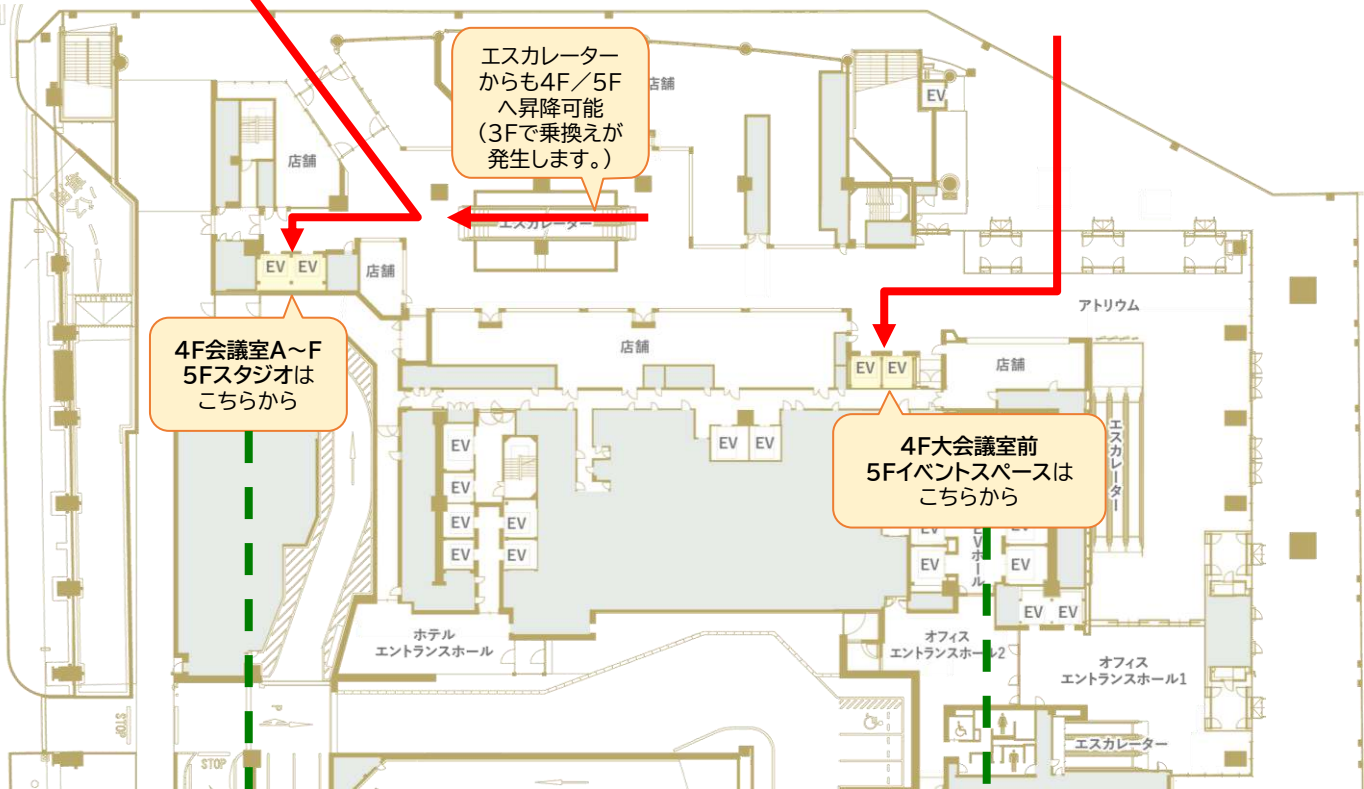 エスカレーター
からも4F／5F
へ昇降可能
（3Fで乗換えが
発生します。）
店舗
EV
店舗
エスカレーター
EV EV
店舗
アトリウム
4F会議室A～F
5Fスタジオは
こちらから
店舗
EV EV
店舗
エスカレーター
4F大会議室前
5Fイベントスペースは
こちらから
EV
EV EV
EV
EV EV
EV EV
EV EV
EVホール
EV EV
EV EV
ホテル
エントランスホール
オフィス
エントランスホール2
オフィス
エントランスホール1
エスカレーター
STOP
P
STOP